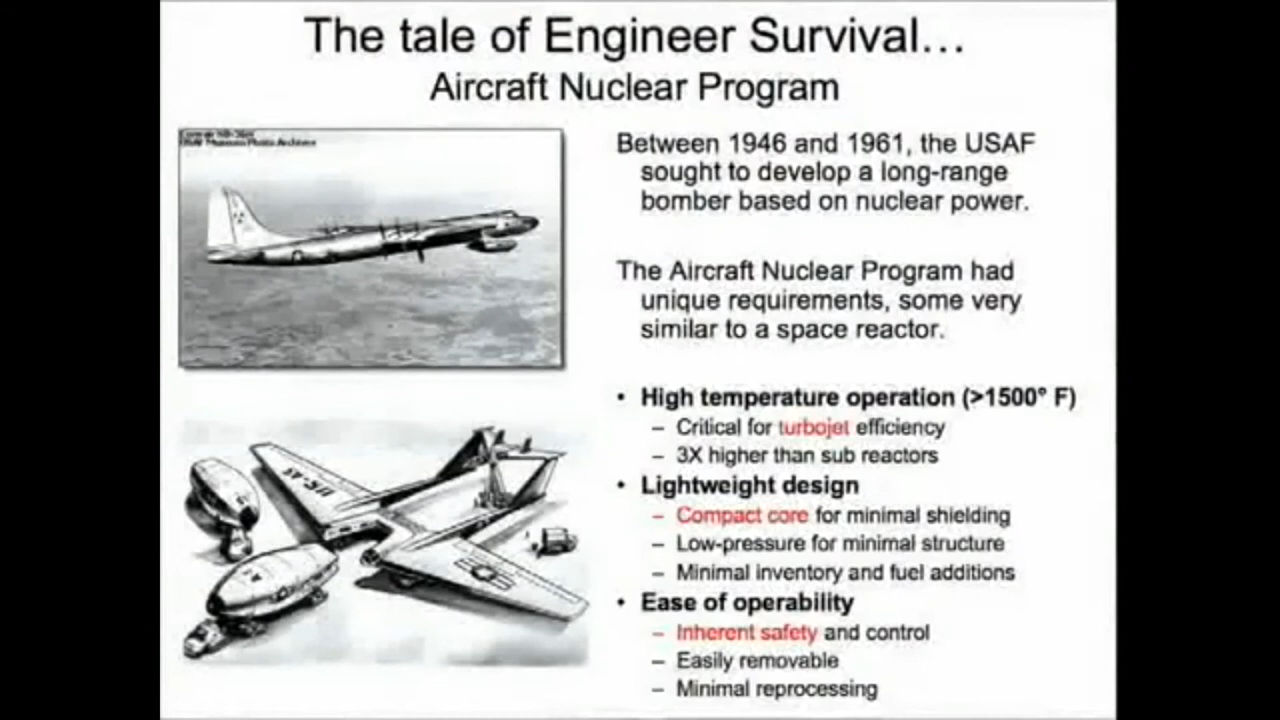 The tale of Engineer Survival…
Aircraft Nuclear Program
Between 1946 and 1961, the USAF
sought to develop a long-range
bomber based on nuclear power.
The Aircraft Nuclear Program had
unique requirements, some very
similar to a space reactor.
• High temperature operation (>1500° F)
– Critical for turbojet efficiency
– 3X higher than sub reactors
• Lightweight design
– Compact core for minimal shielding
– Low-pressure for minimal structure
– Minimal inventory and fuel additions
• Ease of operability
– Inherent safety and control
– Easily removable
– Minimal reprocessing